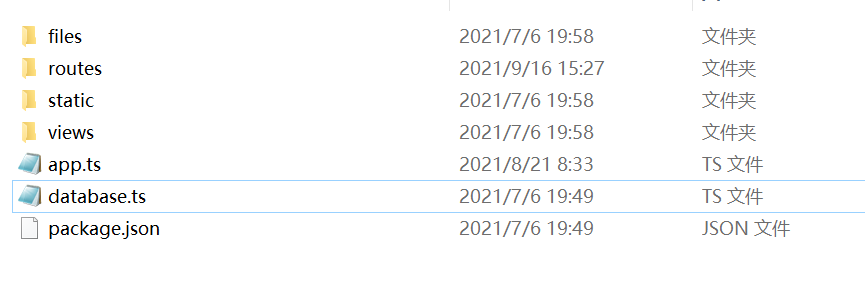 files 2021/7/6 19:58 文件夹
routes 2021/9/16 15:27 文件夹
static 2021/7/6 19:58 文件夹
views 2021/7/6 19:58 文件夹
app.ts 2021/8/21 8:33 TS 文件
database.ts 2021/7/6 19:49 TS 文件
package.json 2021/7/6 19:49 JSON 文件